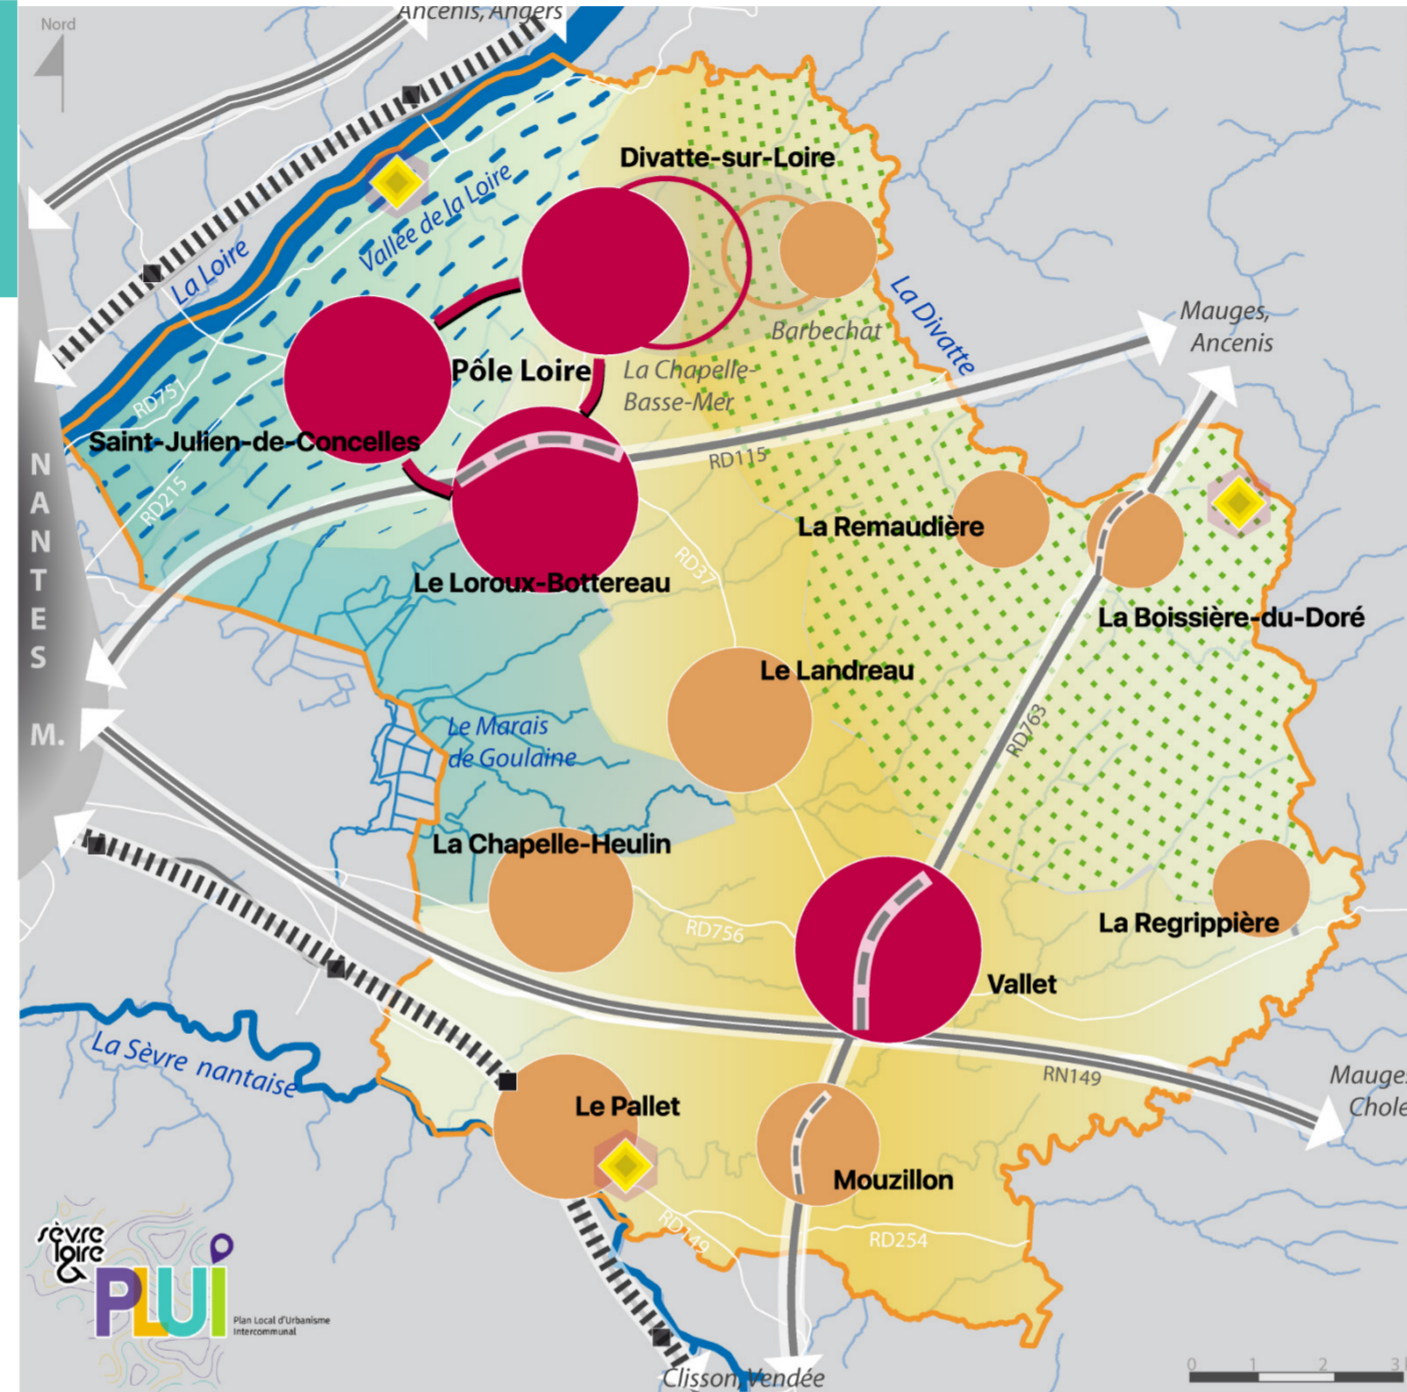 Ancenis, Angers
Nord
Divatte-sur-Loire
Vallée de la Loire
La Loire
La Divatte
Mauges,
Ancenis
Barbechat
Pôle Loire
La Chapelle-
Basse-Mer
RD751
Saint-Julien-de-Concelles
RD115
NANTES M.
RD215
La Remaudière
RD37
Le Loroux-Bottereau
La Boissière-du-Doré
Le Landreau
RD763
Le Marais
de Goulaine
La Chapelle-Heulin
RD756
La Regrippière
Vallet
La Sèvre nantaise
RN149
Mauges
Chole
Le Pallet
Mouzillon
RD149
RD254
sèvre
loire
&
PLUi
Plan Local d'Urbanisme
Intercommunal
Clisson, Vendée
0 1 2 3